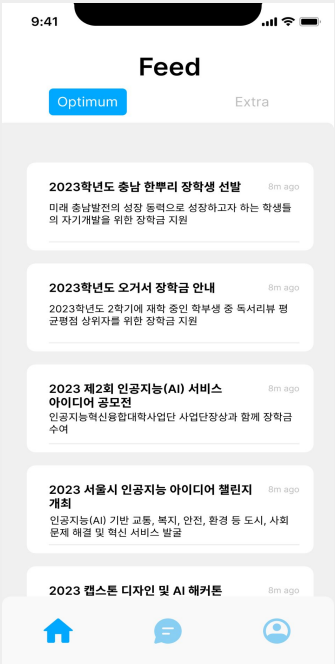 9:41
Feed
Optimum
Extra
2023학년도 충남 한뿌리 장학생 선발
8m ago
미래 충남발전의 성장 동력으로 성장하고자 하는 학생들
의 자기개발을 위한 장학금 지원
2023학년도 오거서 장학금 안내
8m ago
2023학년도 2학기에 재학 중인 학부생 중 독서리뷰 평
균평점 상위자를 위한 장학금 지원
2023 제2회 인공지능(AI) 서비스
8m ago
아이디어 공모전
인공지능혁신융합대학사업단 사업단장상과 함께 장학금
수여
2023 서울시 인공지능 아이디어 챌린지
8m ago
개최
인공지능(AI) 기반 교통, 복지, 안전, 환경 등 도시, 사회
문제 해결 및 혁신 서비스 발굴
2023 캡스톤 디자인 및 AI 해커톤
8m ago